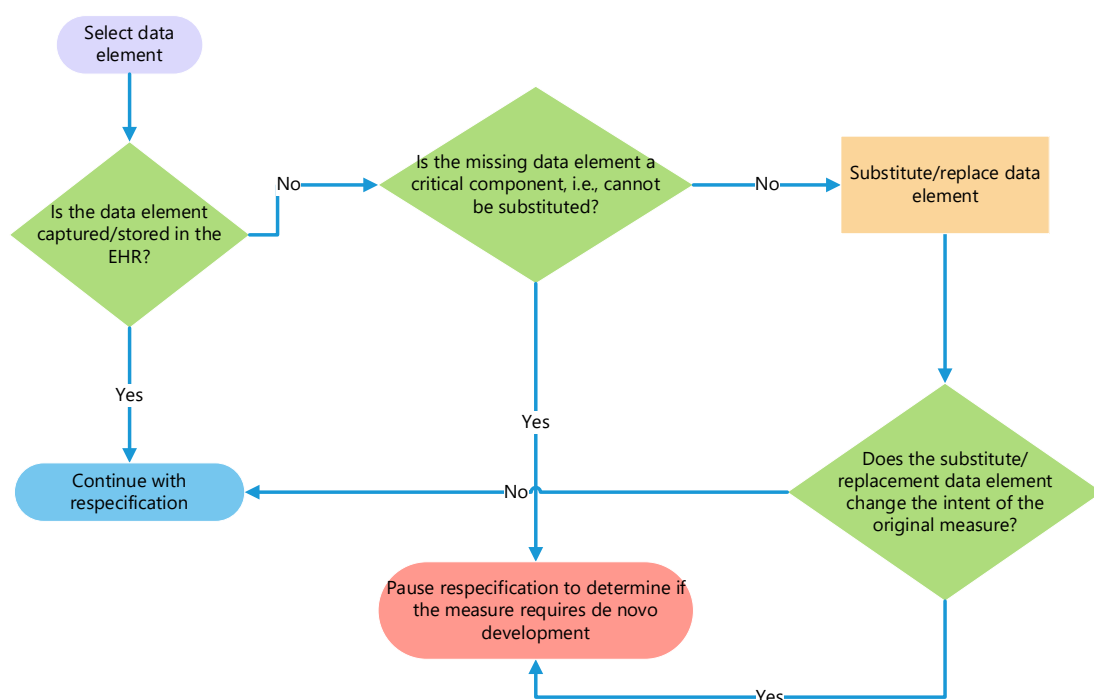 Select data
element
Is the data element
captured/stored in the
EHR?
No
Is the missing data element a
critical component, i.e., cannot
be substituted?
No
Substitute/replace data
element
Yes
Yes
Continue with
respecification
No
Does the substitute/
replacement data element
change the intent of the
original measure?
Pause respecification to determine if
the measure requires de novo
development
Yes